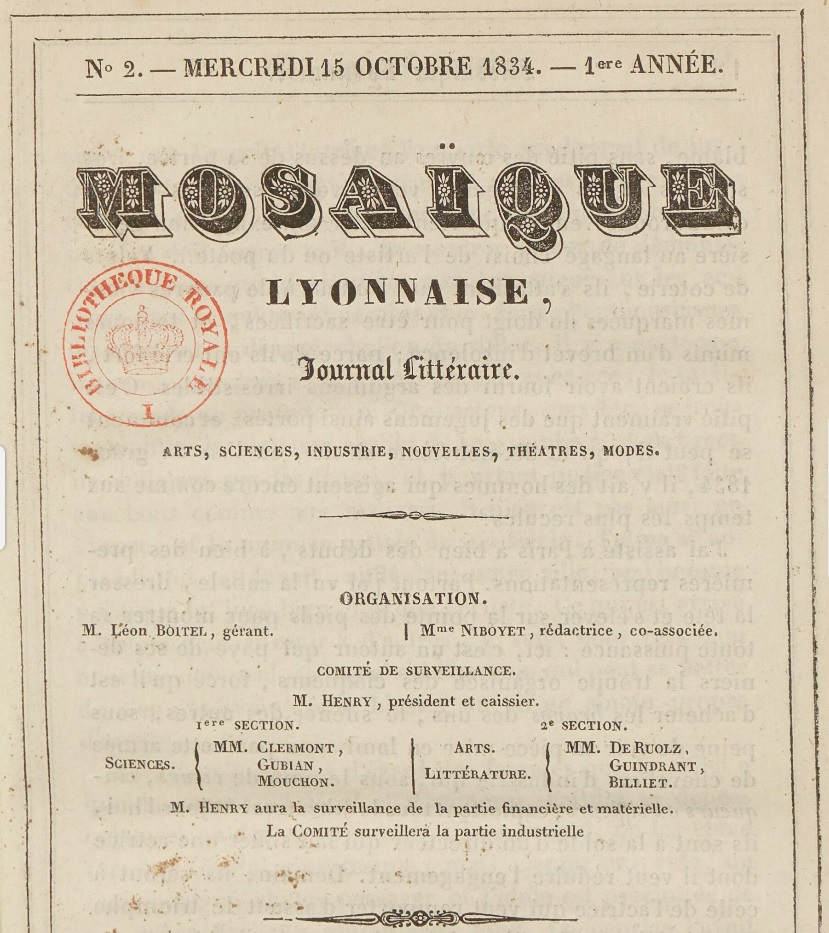 No 2. — MERCREDI 15 OCTOBRE 1834. — 1ere ANNÉE.
MOSAÏQUE
LYONNAISE,
Journal Littéraire.
BIBLIOTHEQUE ROYALE
I
ARTS, SCIENCES, INDUSTRIE, NOUVELLES, THÉATRES, MODES.
ORGANISATION.
M. Léon BOITEL, gérant. | Mme NIBOYET, rédactrice, co-associée.
COMITÉ DE SURVEILLANCE.
M. HENRY, président et caissier.
1ere SECTION. 2e SECTION.
SCIENCES. { MM. CLERMONT, GUBIAN, MOUCHON.
ARTS. LITTÉRATURE. { MM. DE RUOLZ, GUINDRANT, BILLIET.
M. HENRY aura la surveillance de la partie financière et matérielle.
La COMITÉ surveillera la partie industrielle